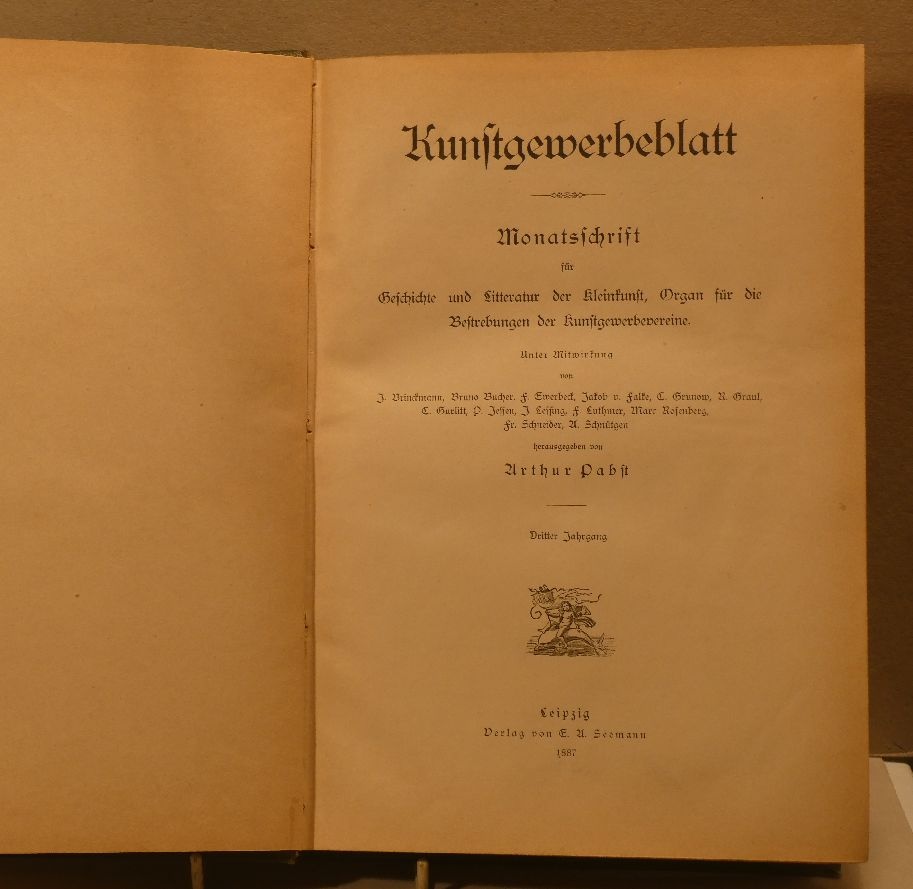 Kunstgewerbeblatt
Monatsschrift
für
Geschichte und Litteratur der Kleinkunst, Organ für die
Bestrebungen der Kunstgewerbevereine.
Unter Mitwirkung
von
J. Brinckmann, Bruno Bucher, F. Ewerbeck, Jakob v. Falke, C. Grunow, R. Graul,
C. Gurlitt, P. Jessen, J. Lessing, F. Luthmer, Marc Rosenberg,
Fr. Schneider, A. Schnütgen
herausgegeben von
Arthur Pabst
Dritter Jahrgang
Leipzig
Verlag von E. A. Seemann
1887